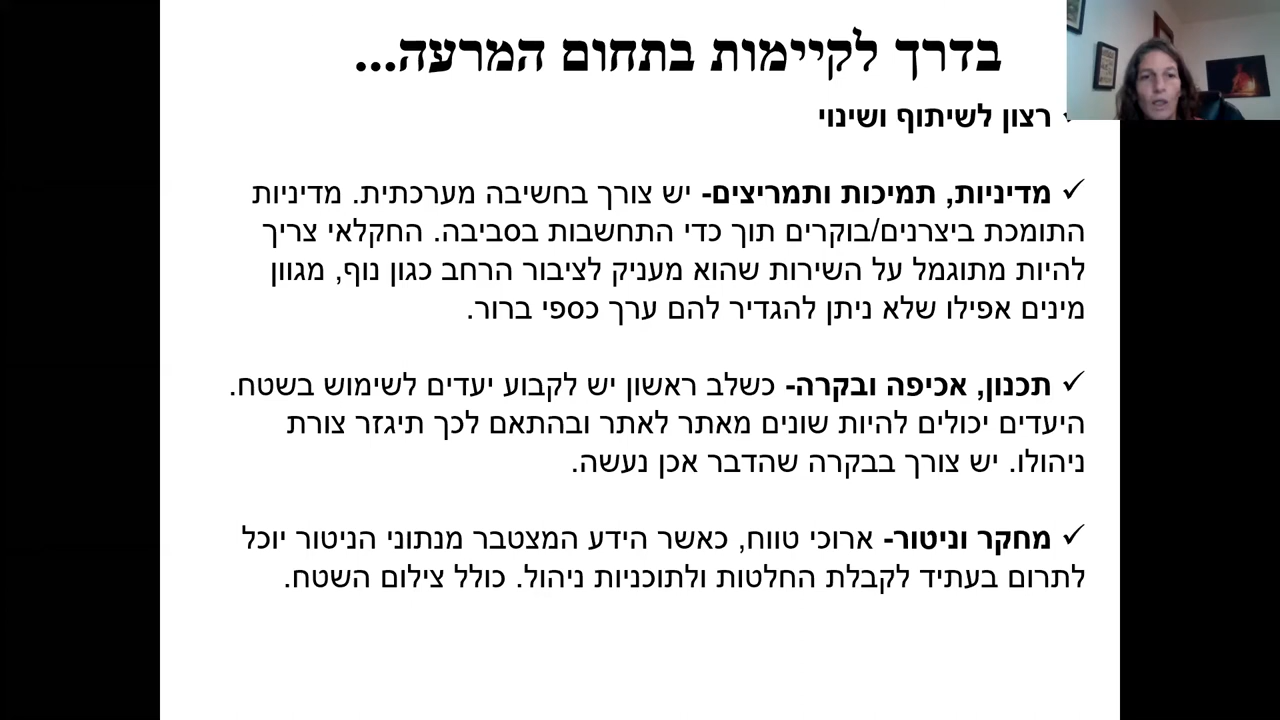 בדרך לקיימות בתחום המרעה...
✓ רצון לשיתוף ושינוי
✓ מדיניות, תמיכות ותמריצים- יש צורך בחשיבה מערכתית. מדיניות
התומכת ביצרנים/בוקרים תוך כדי התחשבות בסביבה. החקלאי צריך
להיות מתוגמל על השירות שהוא מעניק לציבור הרחב כגון נוף, מגוון
מינים אפילו שלא ניתן להגדיר להם ערך כספי ברור.
✓ תכנון, אכיפה ובקרה- כשלב ראשון יש לקבוע יעדים לשימוש בשטח.
היעדים יכולים להיות שונים מאתר לאתר ובהתאם לכך תיגזר צורת
ניהולו. יש צורך בבקרה שהדבר אכן נעשה.
✓ מחקר וניטור- ארוכי טווח, כאשר הידע המצטבר מנתוני הניטור יוכל
לתרום בעתיד לקבלת החלטות ולתוכניות ניהול. כולל צילום השטח.